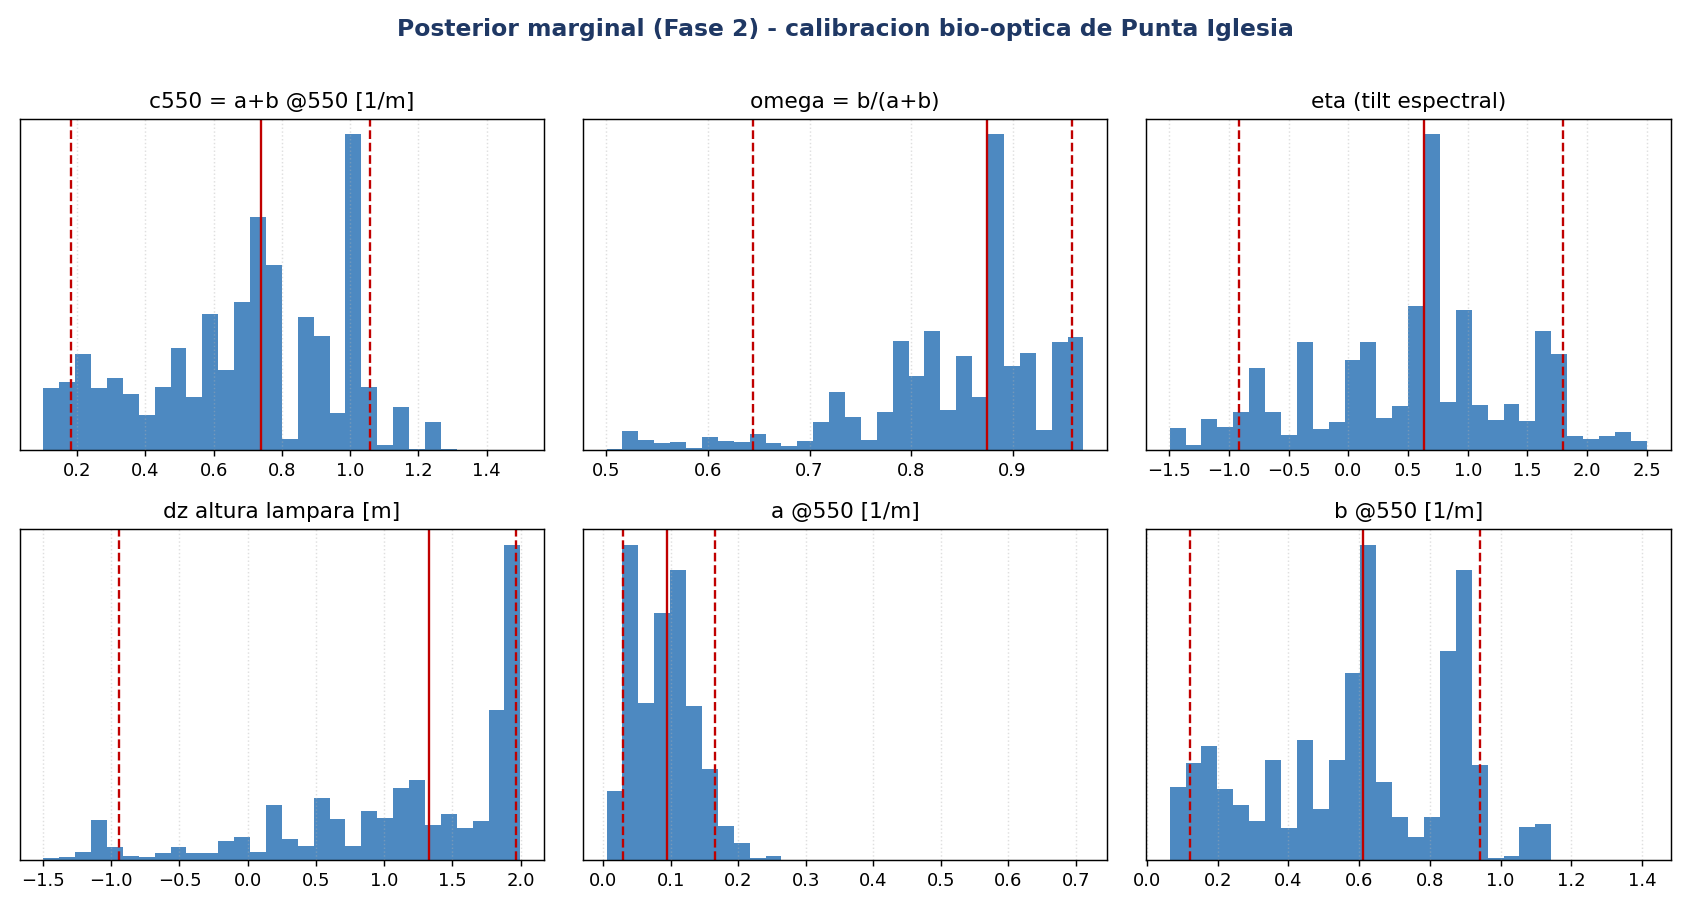 Posterior marginal (Fase 2) - calibracion bio-optica de Punta Iglesia
c550 = a+b @550 [1/m]
omega = b/(a+b)
eta (tilt espectral)
0.2 0.4 0.6 0.8 1.0 1.2 1.4
0.5 0.6 0.7 0.8 0.9
−1.5 −1.0 −0.5 0.0 0.5 1.0 1.5 2.0 2.5
dz altura lampara [m]
a @550 [1/m]
b @550 [1/m]
−1.5 −1.0 −0.5 0.0 0.5 1.0 1.5 2.0
0.0 0.1 0.2 0.3 0.4 0.5 0.6 0.7
0.0 0.2 0.4 0.6 0.8 1.0 1.2 1.4